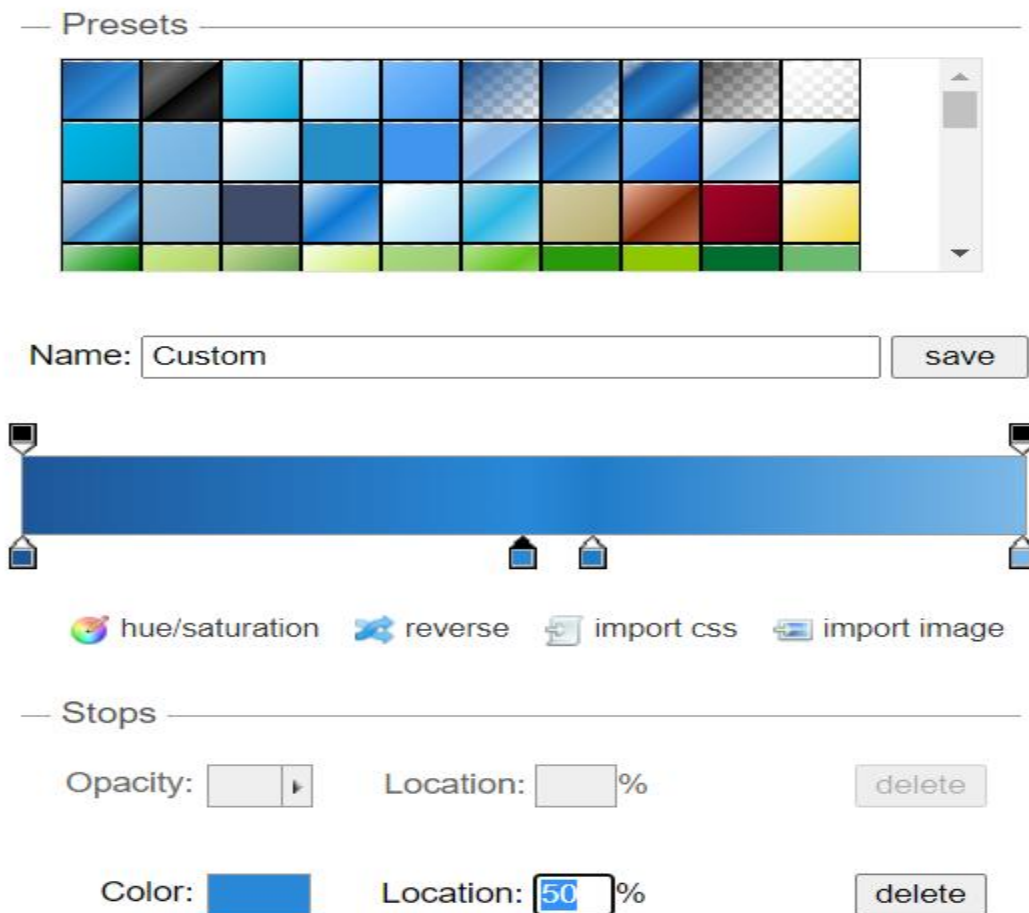 Presets
Name: Custom save
hue/saturation reverse import css import image
Stops
Opacity: Location: % delete
Color: Location: 50 % delete